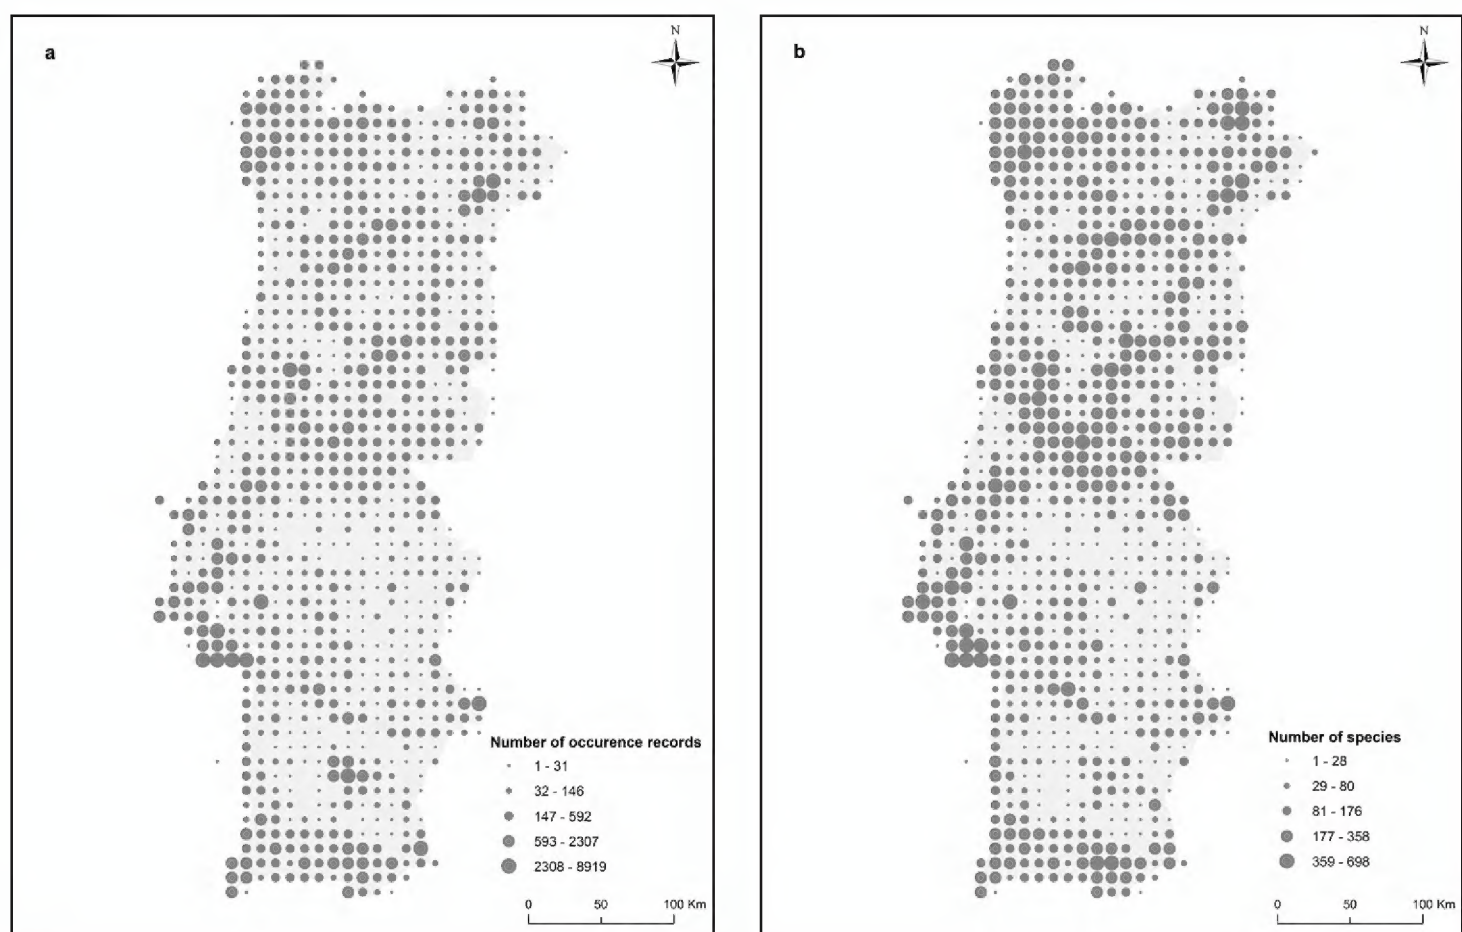 a
N
Number of occurence records
1 - 31
32 - 146
147 - 592
593 - 2307
2308 - 8919
0 50 100 Km
b
N
Number of species
1 - 28
29 - 80
81 - 176
177 - 358
359 - 698
0 50 100 Km